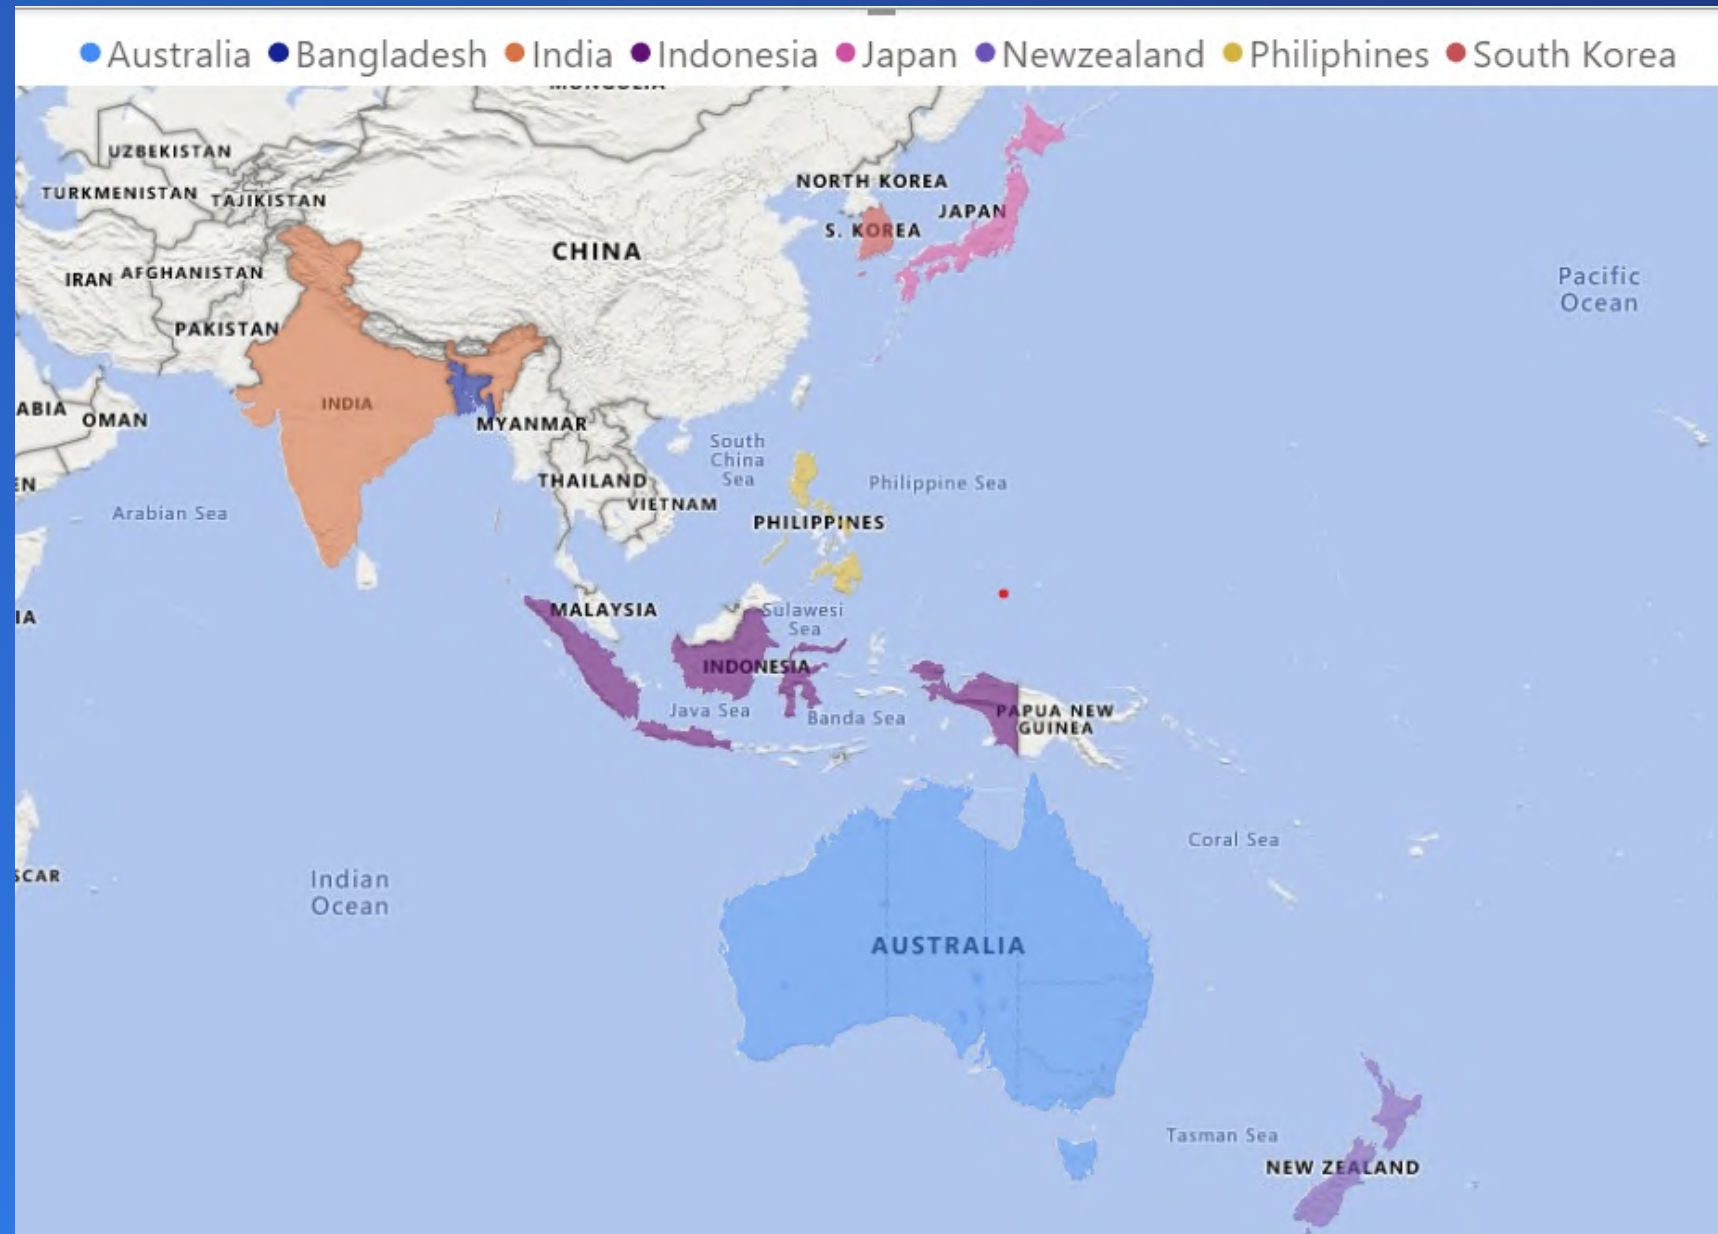 Australia Bangladesh India Indonesia Japan Newzealand Philiphines South Korea
MONGOLIA
UZBEKISTAN
TURKMENISTAN
TAJIKISTAN
NORTH KOREA
JAPAN
S. KOREA
CHINA
IRAN
AFGHANISTAN
Pacific
Ocean
PAKISTAN
INDIA
ABIA
OMAN
MYANMAR
South
China
Sea
EN
THAILAND
Philippine Sea
VIETNAM
Arabian Sea
PHILIPPINES
IA
MALAYSIA
Sulawesi
Sea
INDONESIA
Java Sea
Banda Sea
PAPUA NEW
GUINEA
Coral Sea
SCAR
Indian
Ocean
AUSTRALIA
Tasman Sea
NEW ZEALAND